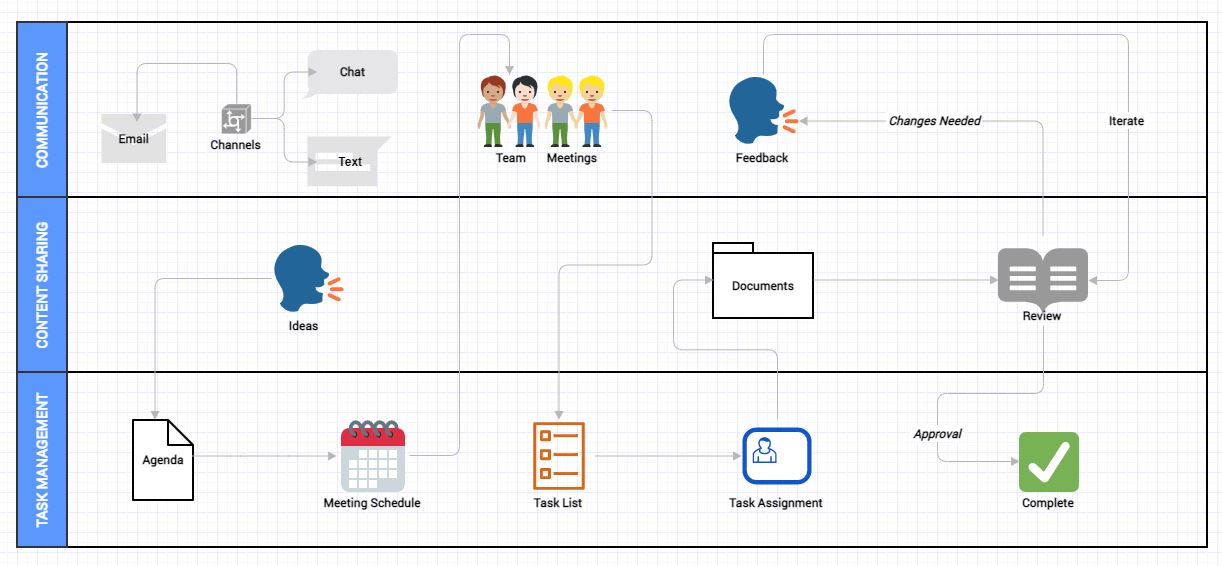 COMMUNICATION
Chat
Email
Channels
Text
Team Meetings
Feedback
Changes Needed
Iterate
CONTENT SHARING
Ideas
Documents
Review
TASK MANAGEMENT
Agenda
Meeting Schedule
Task List
Task Assignment
Approval
Complete